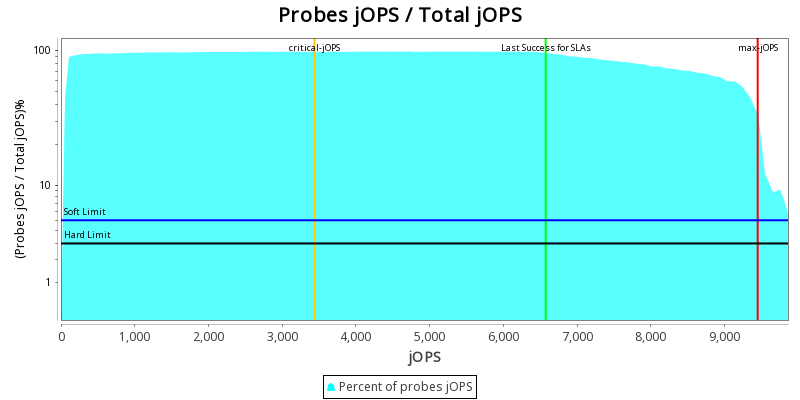 Probes jOPS / Total jOPS
critical-jOPS
Last Success for SLAs
max-jOPS
(Probes jOPS / Total jOPS)%
100
10
1
Soft Limit
Hard Limit
0
1,000
2,000
3,000
4,000
5,000
6,000
7,000
8,000
9,000
jOPS
Percent of probes jOPS